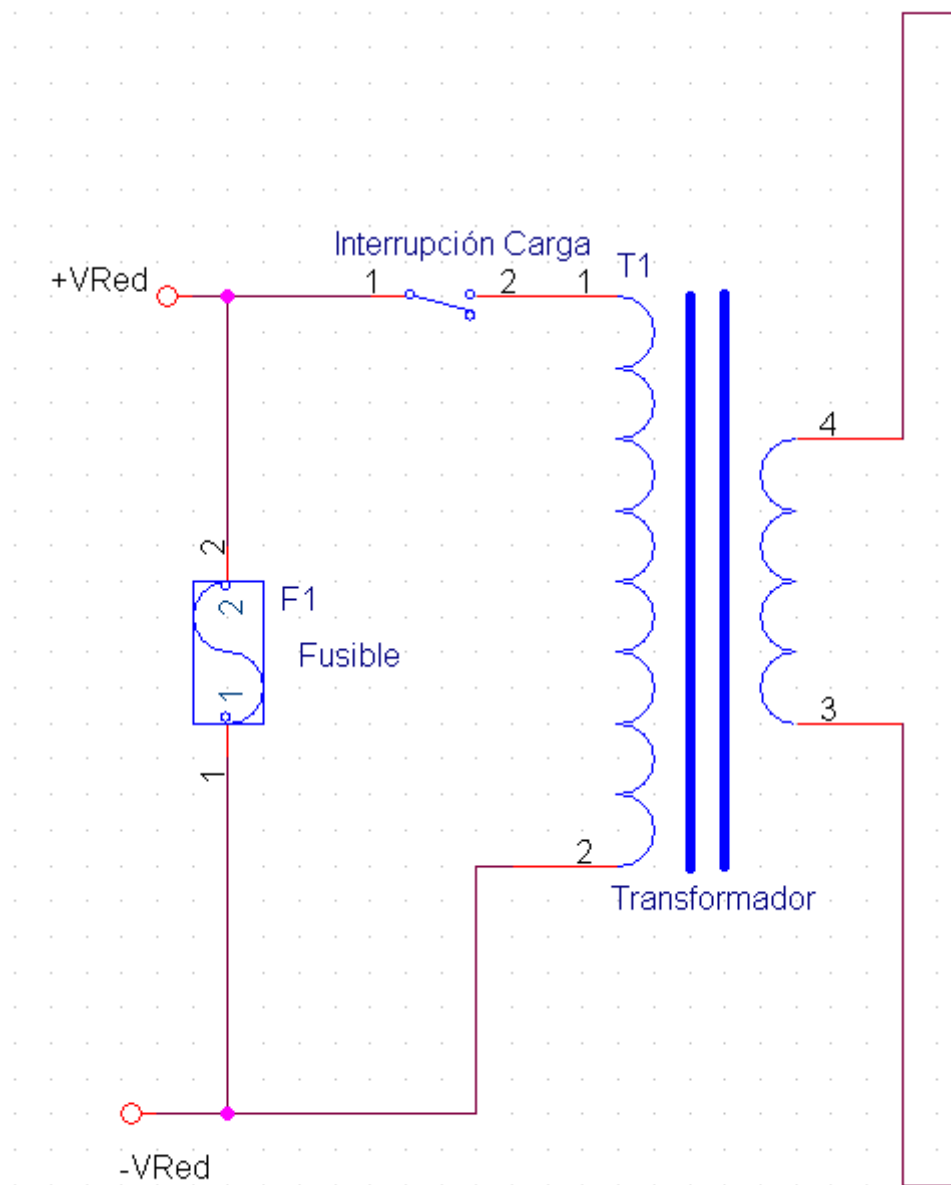 Interrupción Carga
T1
+VRed
1
2
1
4
2
2
F1
Fusible
1
3
1
2
Transformador
-VRed